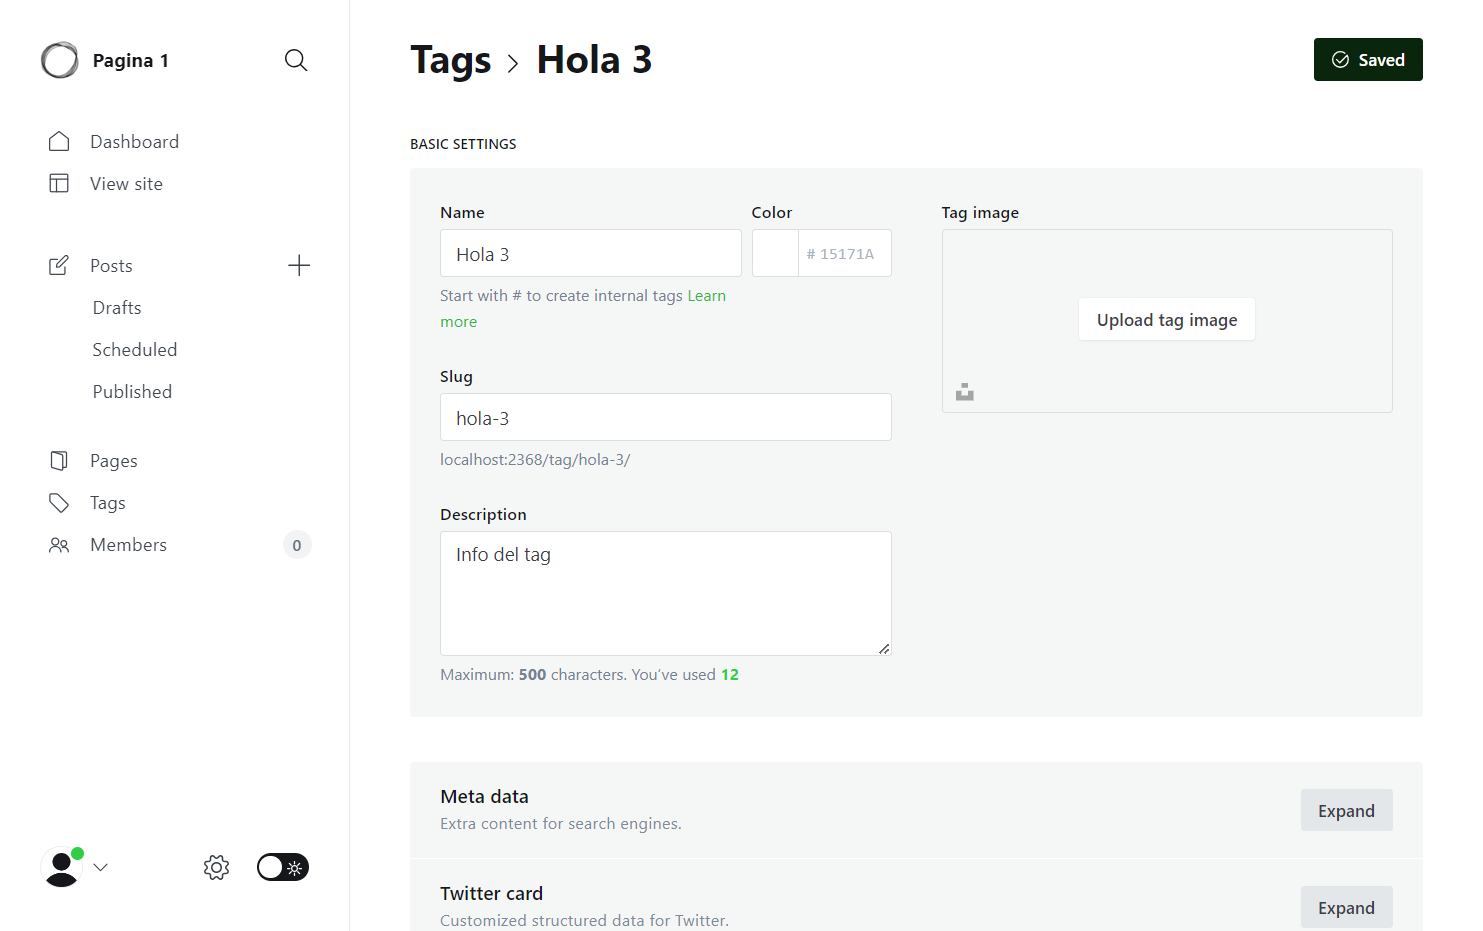 Pagina 1
Dashboard
View site
Posts
Drafts
Scheduled
Published
Pages
Tags
Members 0
Tags > Hola 3
Saved
BASIC SETTINGS
Name
Hola 3
Start with # to create internal tags Learn
more
Color
# 15171A
Slug
hola-3
localhost:2368/tag/hola-3/
Description
Info del tag
Maximum: 500 characters. You’ve used 12
Tag image
Upload tag image
Meta data
Extra content for search engines.
Expand
Twitter card
Customized structured data for Twitter.
Expand